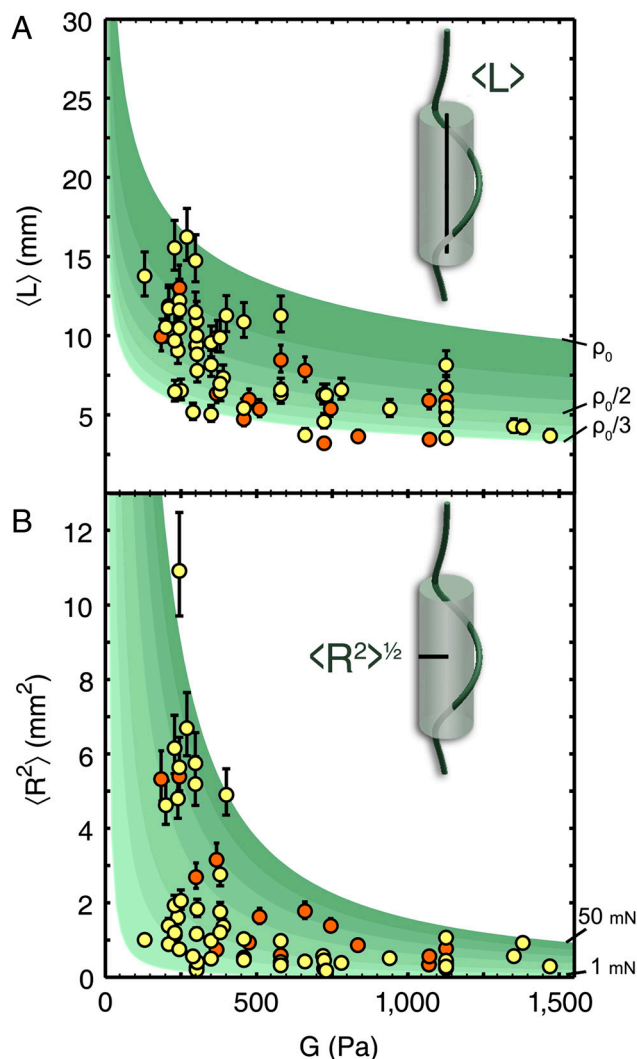 A
30
25
20
15
10
5
⟨L⟩ (mm)
<L>
ρ₀
ρ₀/2
ρ₀/3
B
12
10
8
6
4
2
0
⟨R²⟩ (mm²)
<R²>½
50 mN
1 mN
0 500 1,000 1,500
G (Pa)